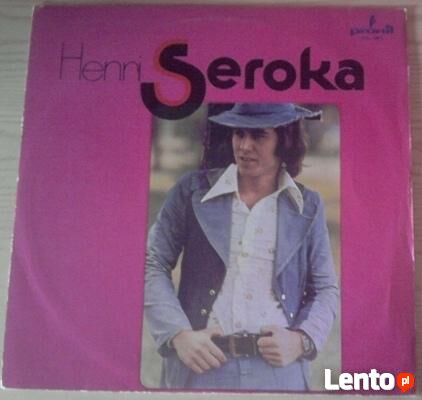 Henri Seroka
pronit
Lento pl